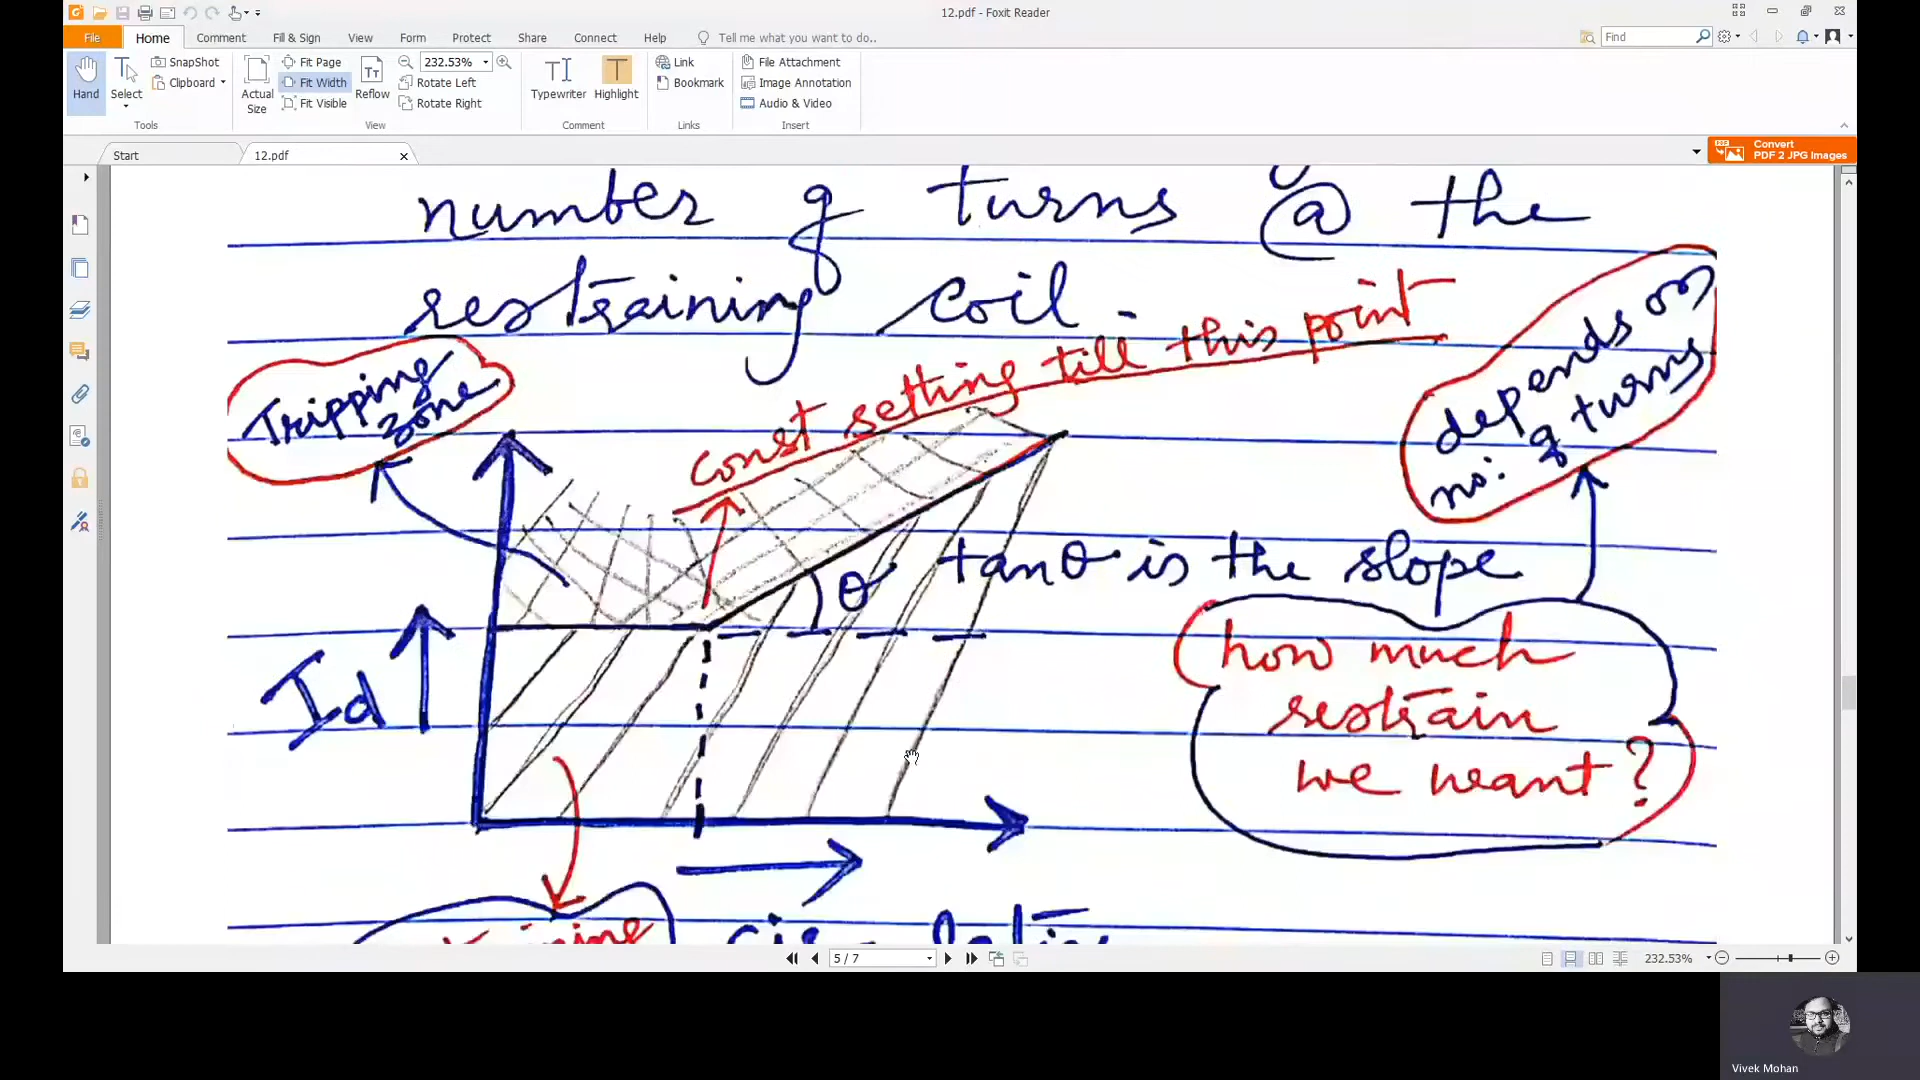 12.pdf - Foxit Reader
File Home Comment Fill & Sign View Form Protect Share Connect Help Tell me what you want to do.. Find
Hand
Select
SnapShot
Clipboard
Actual Size
Fit Page
Fit Width
Fit Visible
Reflow
232.53%
Rotate Left
Rotate Right
Typewriter
Highlight
Link
Bookmark
File Attachment
Image Annotation
Audio & Video
Tools View Comment Links Insert
Start 12.pdf
Convert
PDF 2 JPG Images
number of turns @ the
restraining coil.
Tripping
zone
const setting till this point
depends on
no: of turns
θ tanθ is the slope
Id
how much
restrain
we want?
5 / 7
232.53%
Vivek Mohan